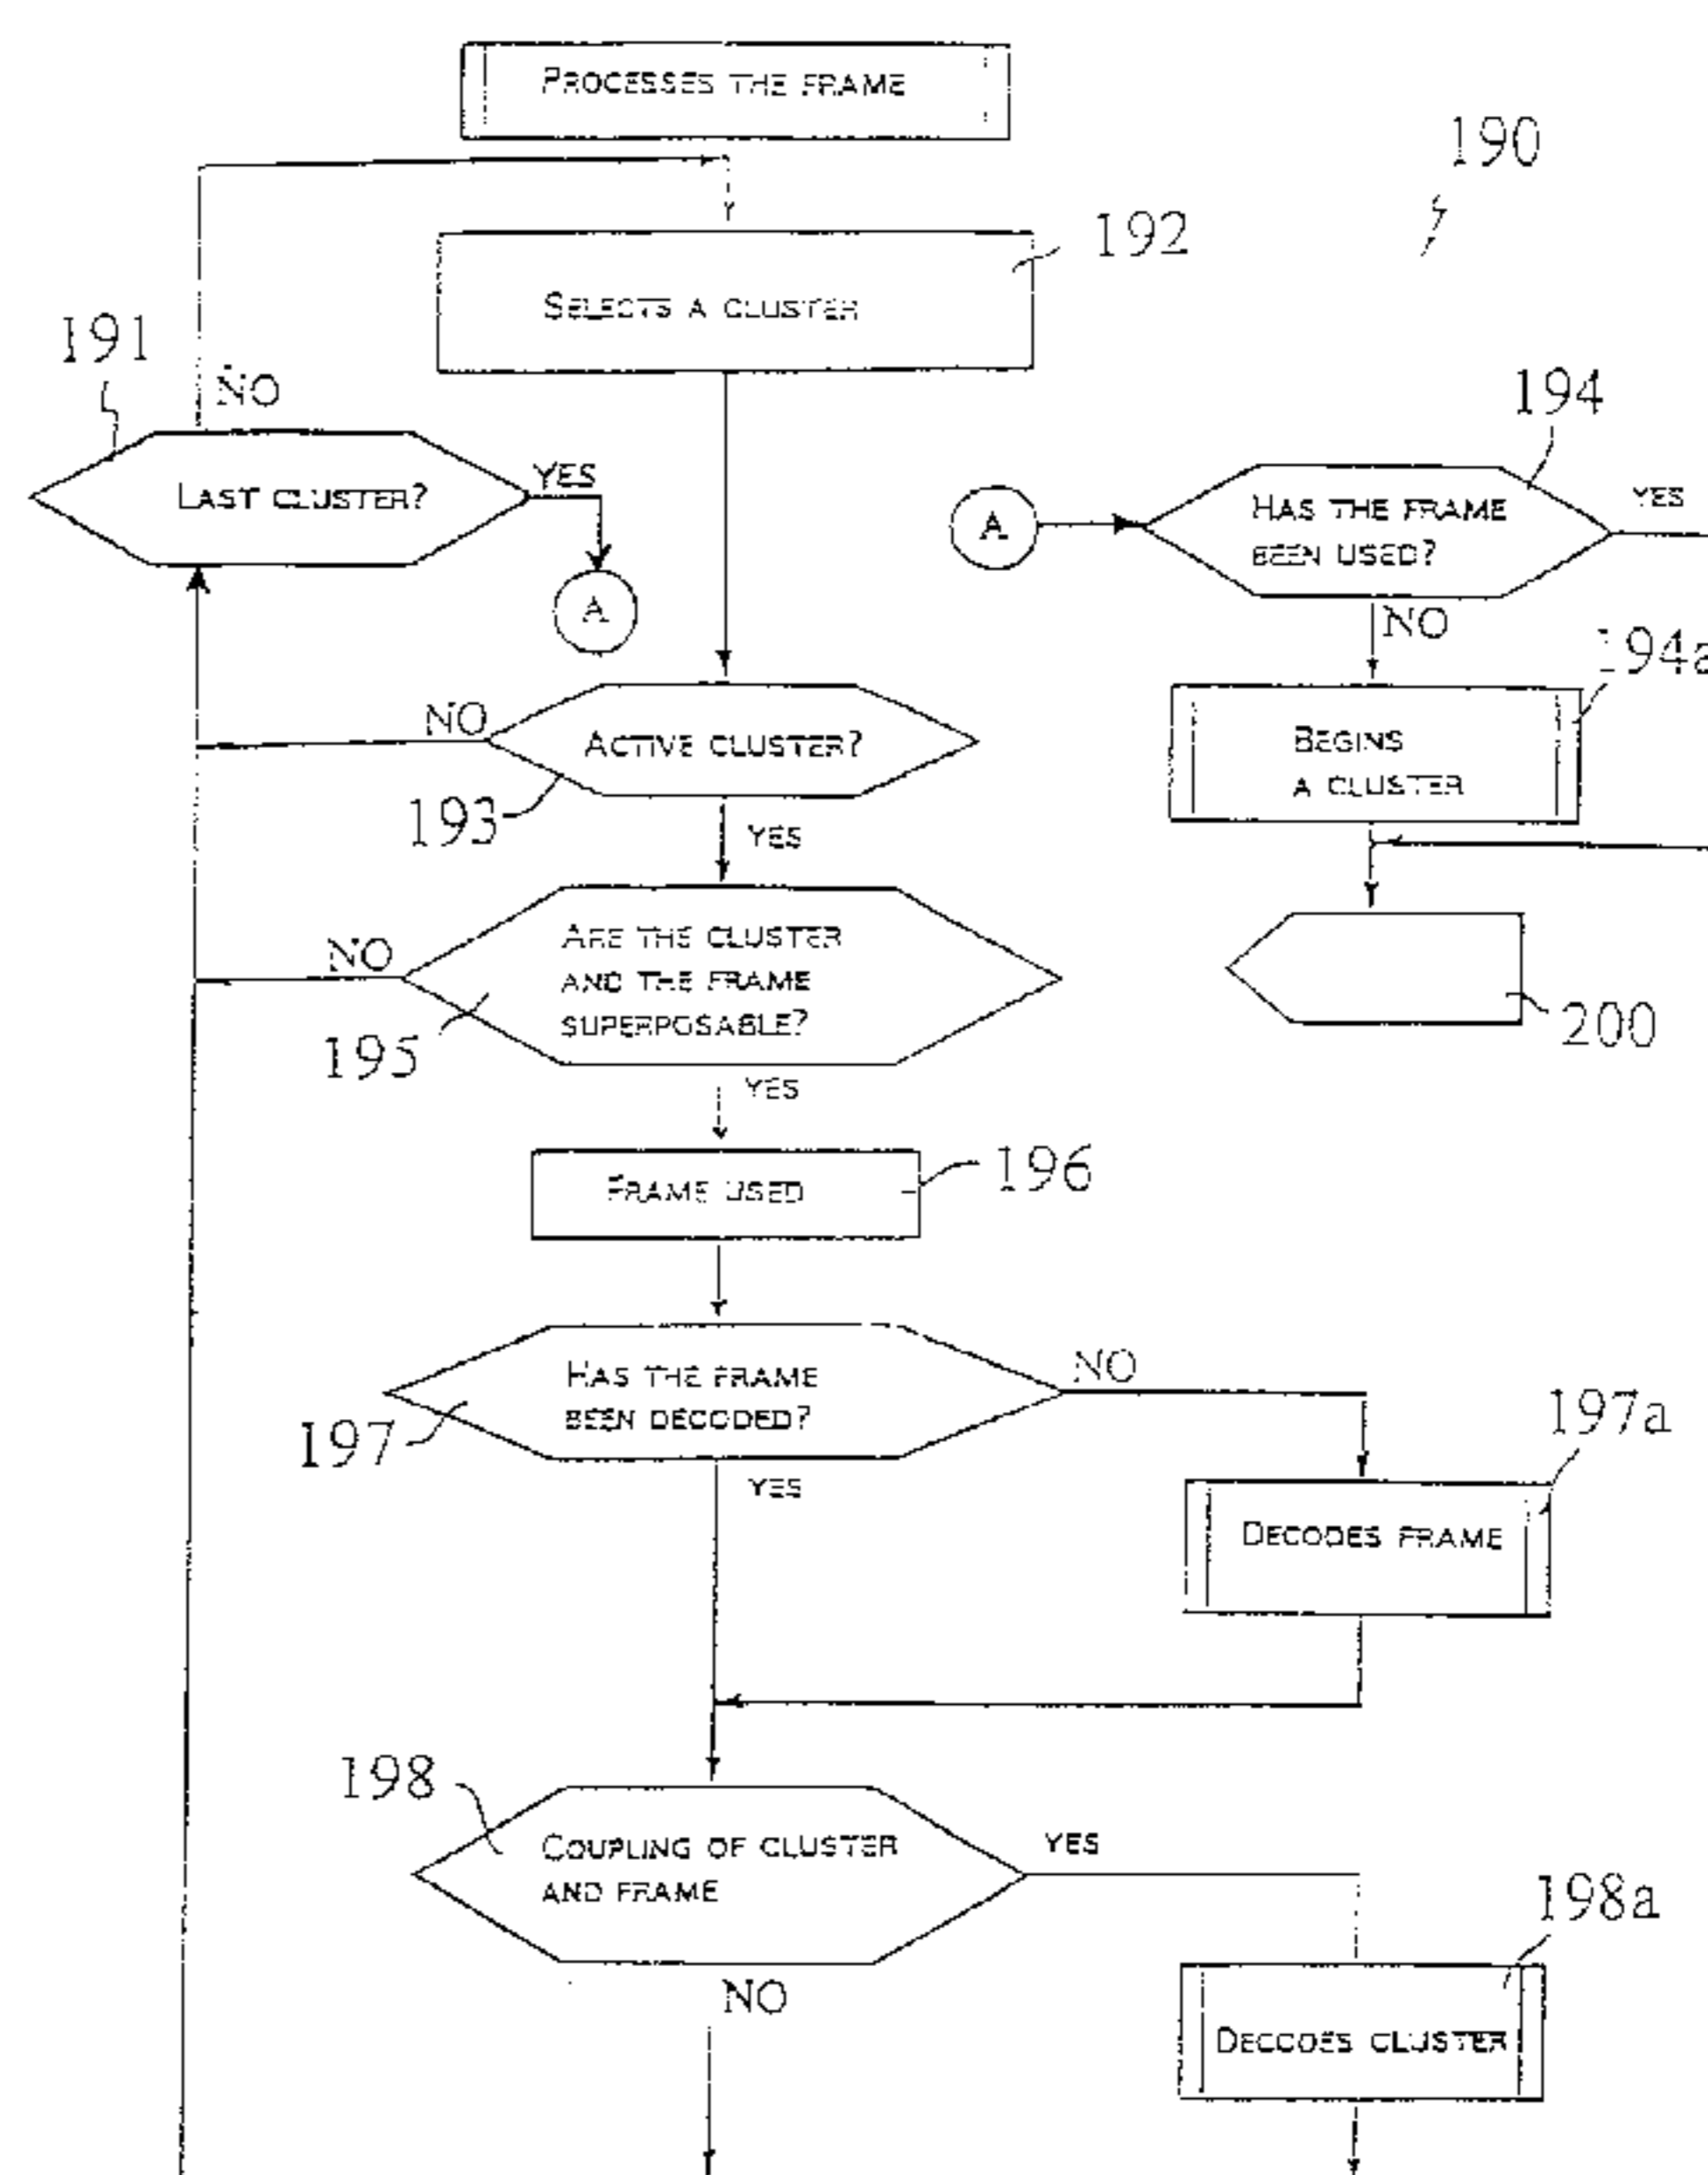 PROCESSES THE FRAME
190
192
SELECTS A CLUSTER
191
NO
LAST CLUSTER?
YES
A
194
A
HAS THE FRAME
BEEN USED?
YES
NO
194a
BEGINS
A CLUSTER
NO
ACTIVE CLUSTER?
193
YES
NO
ARE THE CLUSTER
AND THE FRAME
SUPERPOSABLE?
195
200
YES
FRAME USED
196
HAS THE FRAME
BEEN DECODED?
NO
197
YES
197a
DECODES FRAME
198
COUPLING OF CLUSTER
AND FRAME
YES
198a
NO
DECODES CLUSTER